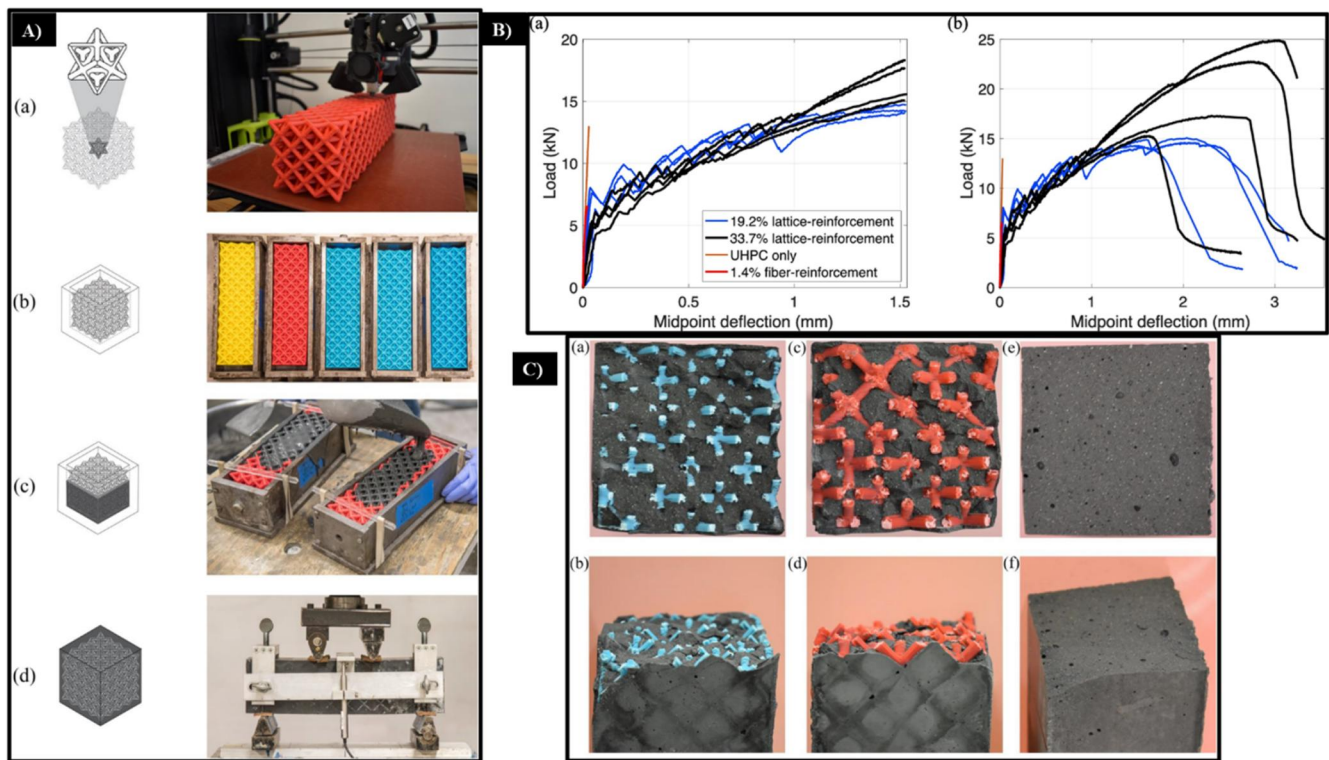 A)
(a)
(b)
(c)
(d)
B)
(a)
20
15
10
5
0
Load (kN)
0 0.5 1 1.5
Midpoint deflection (mm)
19.2% lattice-reinforcement
33.7% lattice-reinforcement
UHPC only
1.4% fiber-reinforcement
(b)
25
20
15
10
5
0
Load (kN)
0 1 2 3
Midpoint deflection (mm)
C)
(a) (c) (e)
(b) (d) (f)